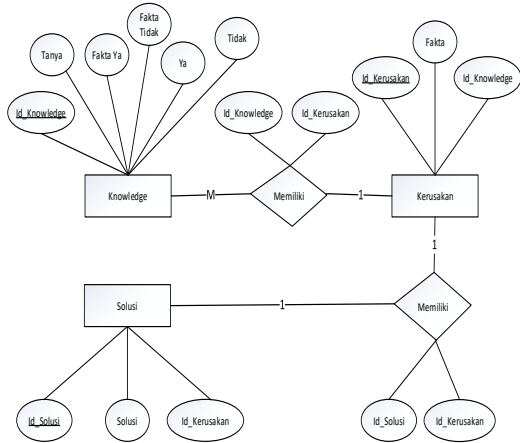 Fakta
Tidak
Tanya
Fakta Ya
Ya
Tidak
Id_Knowledge
Id_Knowledge
Id_Kerusakan
Fakta
Id_Kerusakan
Id_Knowledge
Knowledge
M
Memiliki
1
Kerusakan
1
Solusi
1
Memiliki
Id_Solusi
Solusi
Id_Kerusakan
Id_Solusi
Id_Kerusakan